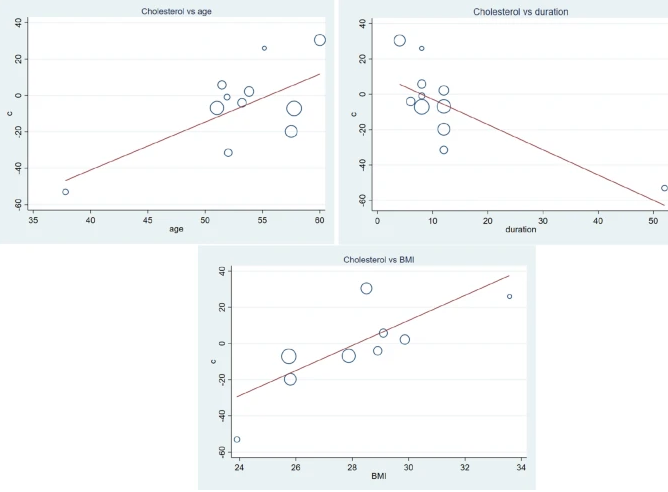 Cholesterol vs age
40
20
0
-20
-40
-60
c
35 40 45 50 55 60
age
Cholesterol vs duration
40
20
0
-20
-40
-60
c
0 10 20 30 40 50
duration
Cholesterol vs BMI
40
20
0
-20
-40
-60
c
24 26 28 30 32 34
BMI